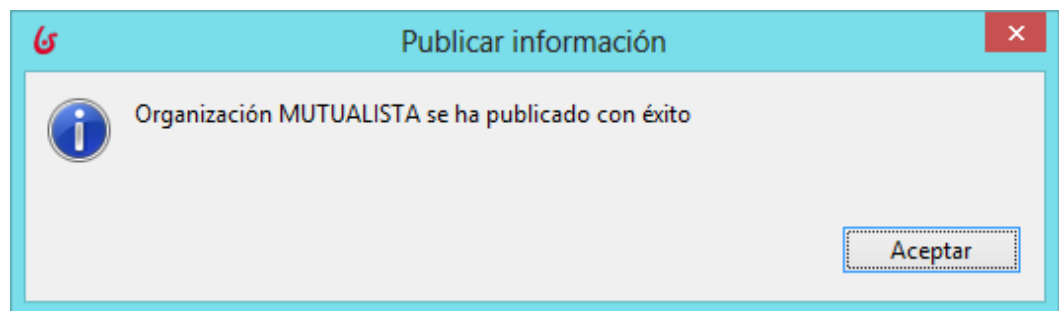 Publicar información
Organización MUTUALISTA se ha publicado con éxito
Aceptar